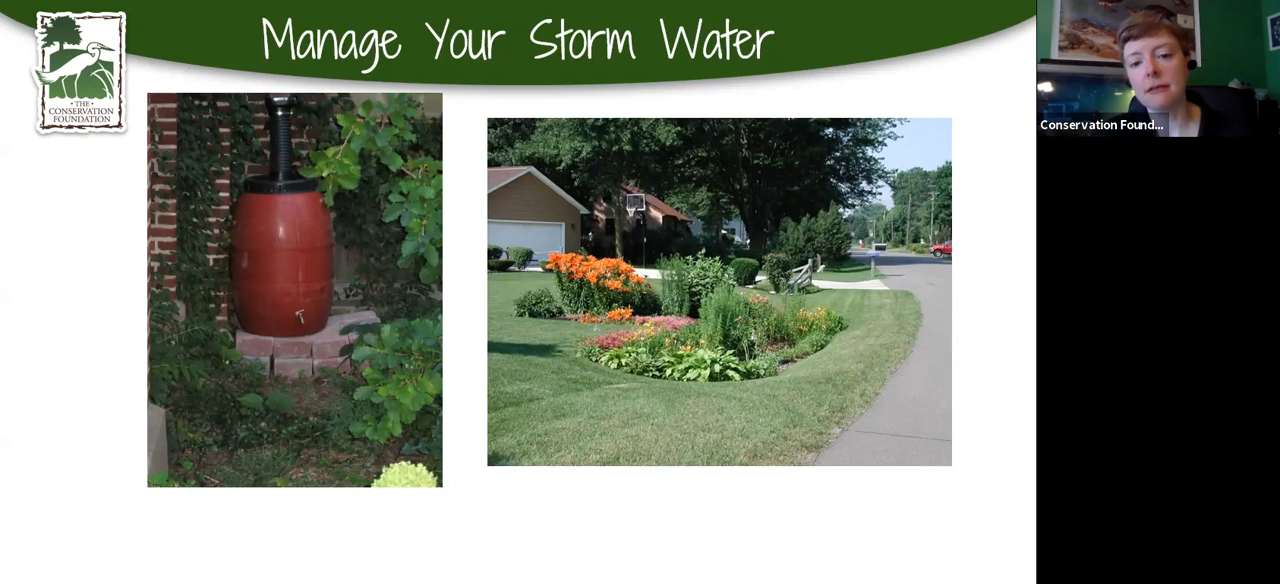 Manage Your Storm Water
• THE •
CONSERVATION
FOUNDATION
Conservation Found...